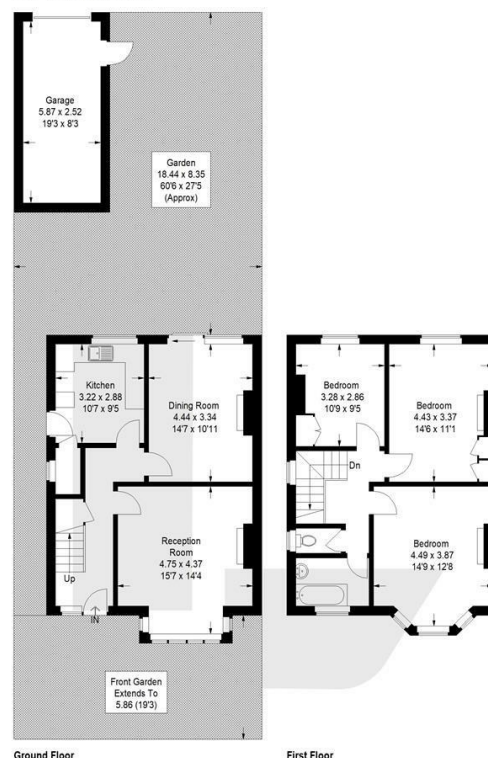 Garage
5.87 x 2.52
19'3 x 8'3
Garden
18.44 x 8.35
60'6 x 27'5
(Approx)
Kitchen
3.22 x 2.88
10'7 x 9'5
Dining Room
4.44 x 3.34
14'7 x 10'11
Reception
Room
4.75 x 4.37
15'7 x 14'4
Up
IN
Front Garden
Extends To
5.86 (19'3)
Ground Floor
Bedroom
3.28 x 2.86
10'9 x 9'5
Bedroom
4.43 x 3.37
14'6 x 11'1
Dn
Bedroom
4.49 x 3.87
14'9 x 12'8
First Floor